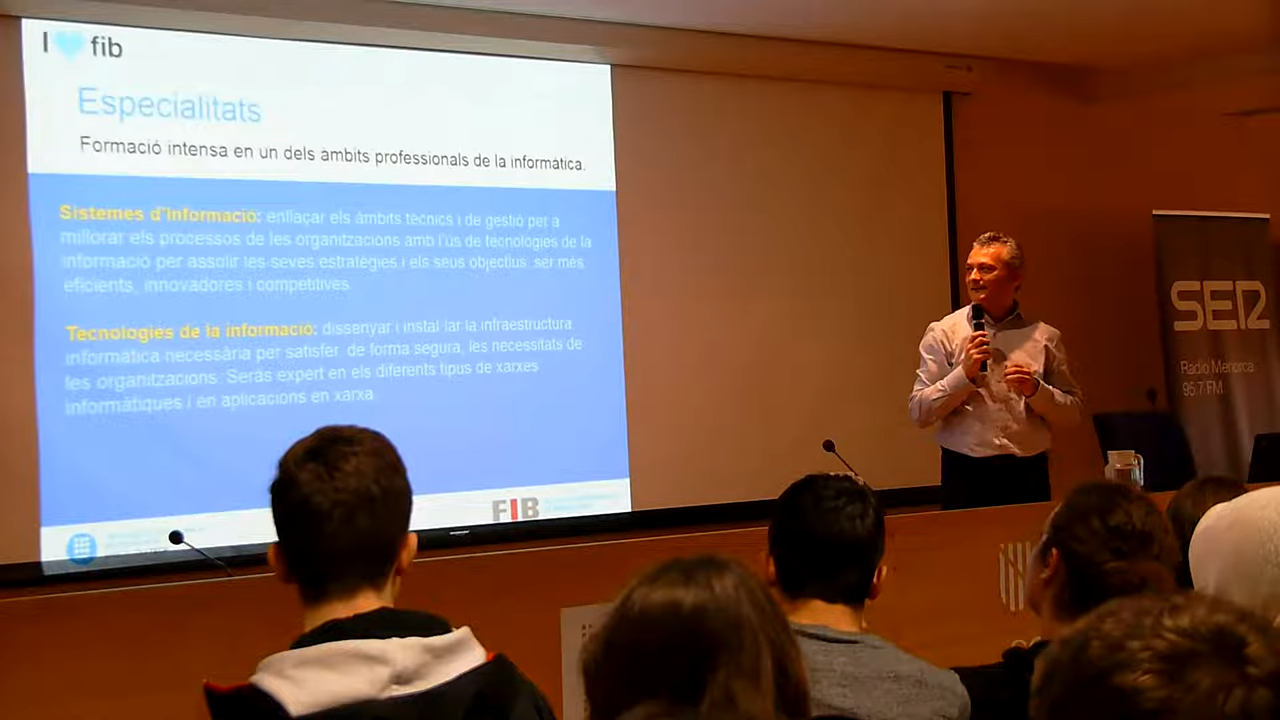 I fib
Especialitats
Formació intensa en un dels àmbits professionals de la informàtica.
Sistemes d'Informació: enllaçar els àmbits tècnics i de gestió per a
millorar els processos de les organitzacions amb l'ús de tecnologies de la
informació per assolir les seves estratègies i els seus objectius: ser més
eficients, innovadores i competitives.
Tecnologies de la informació: dissenyar i instal·lar la infraestructura
informàtica necessària per satisfer, de forma segura, les necessitats de
les organitzacions. Seràs expert en els diferents tipus de xarxes
informàtiques i en aplicacions en xarxa.
FIB
SER
Radio Menorca
95.7 FM